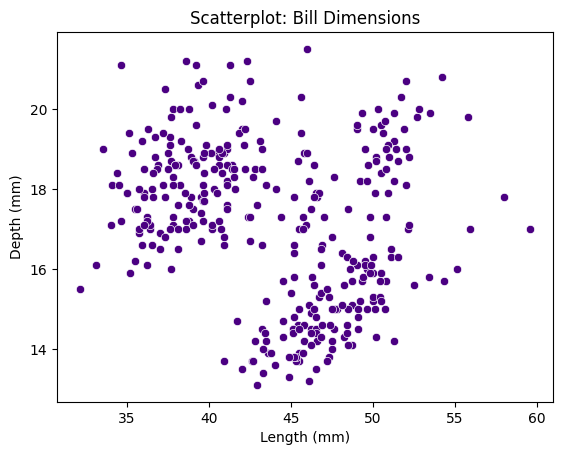 Scatterplot: Bill Dimensions
Depth (mm)
20
18
16
14
35 40 45 50 55 60
Length (mm)